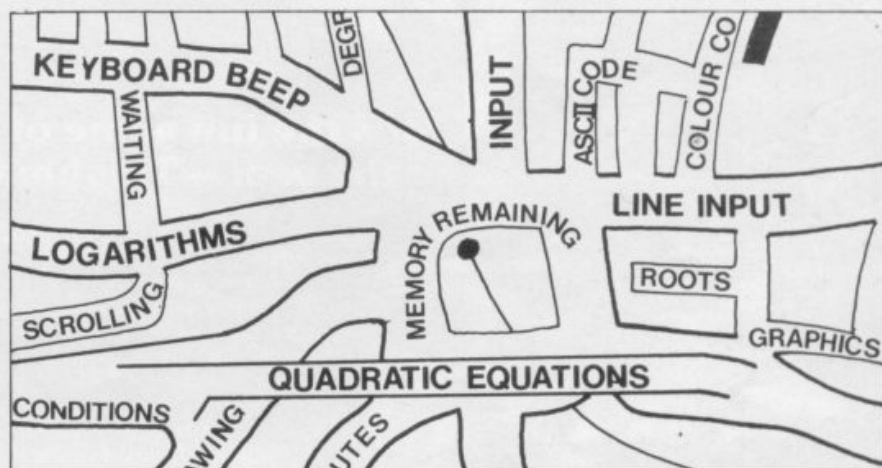 KEYBOARD BEEP
DEGR
INPUT
ASCII CODE
COLOUR CO
WAITING
LINE INPUT
MEMORY REMAINING
LOGARITHMS
ROOTS
SCROLLING
GRAPHICS
QUADRATIC EQUATIONS
CONDITIONS
WING
UTES